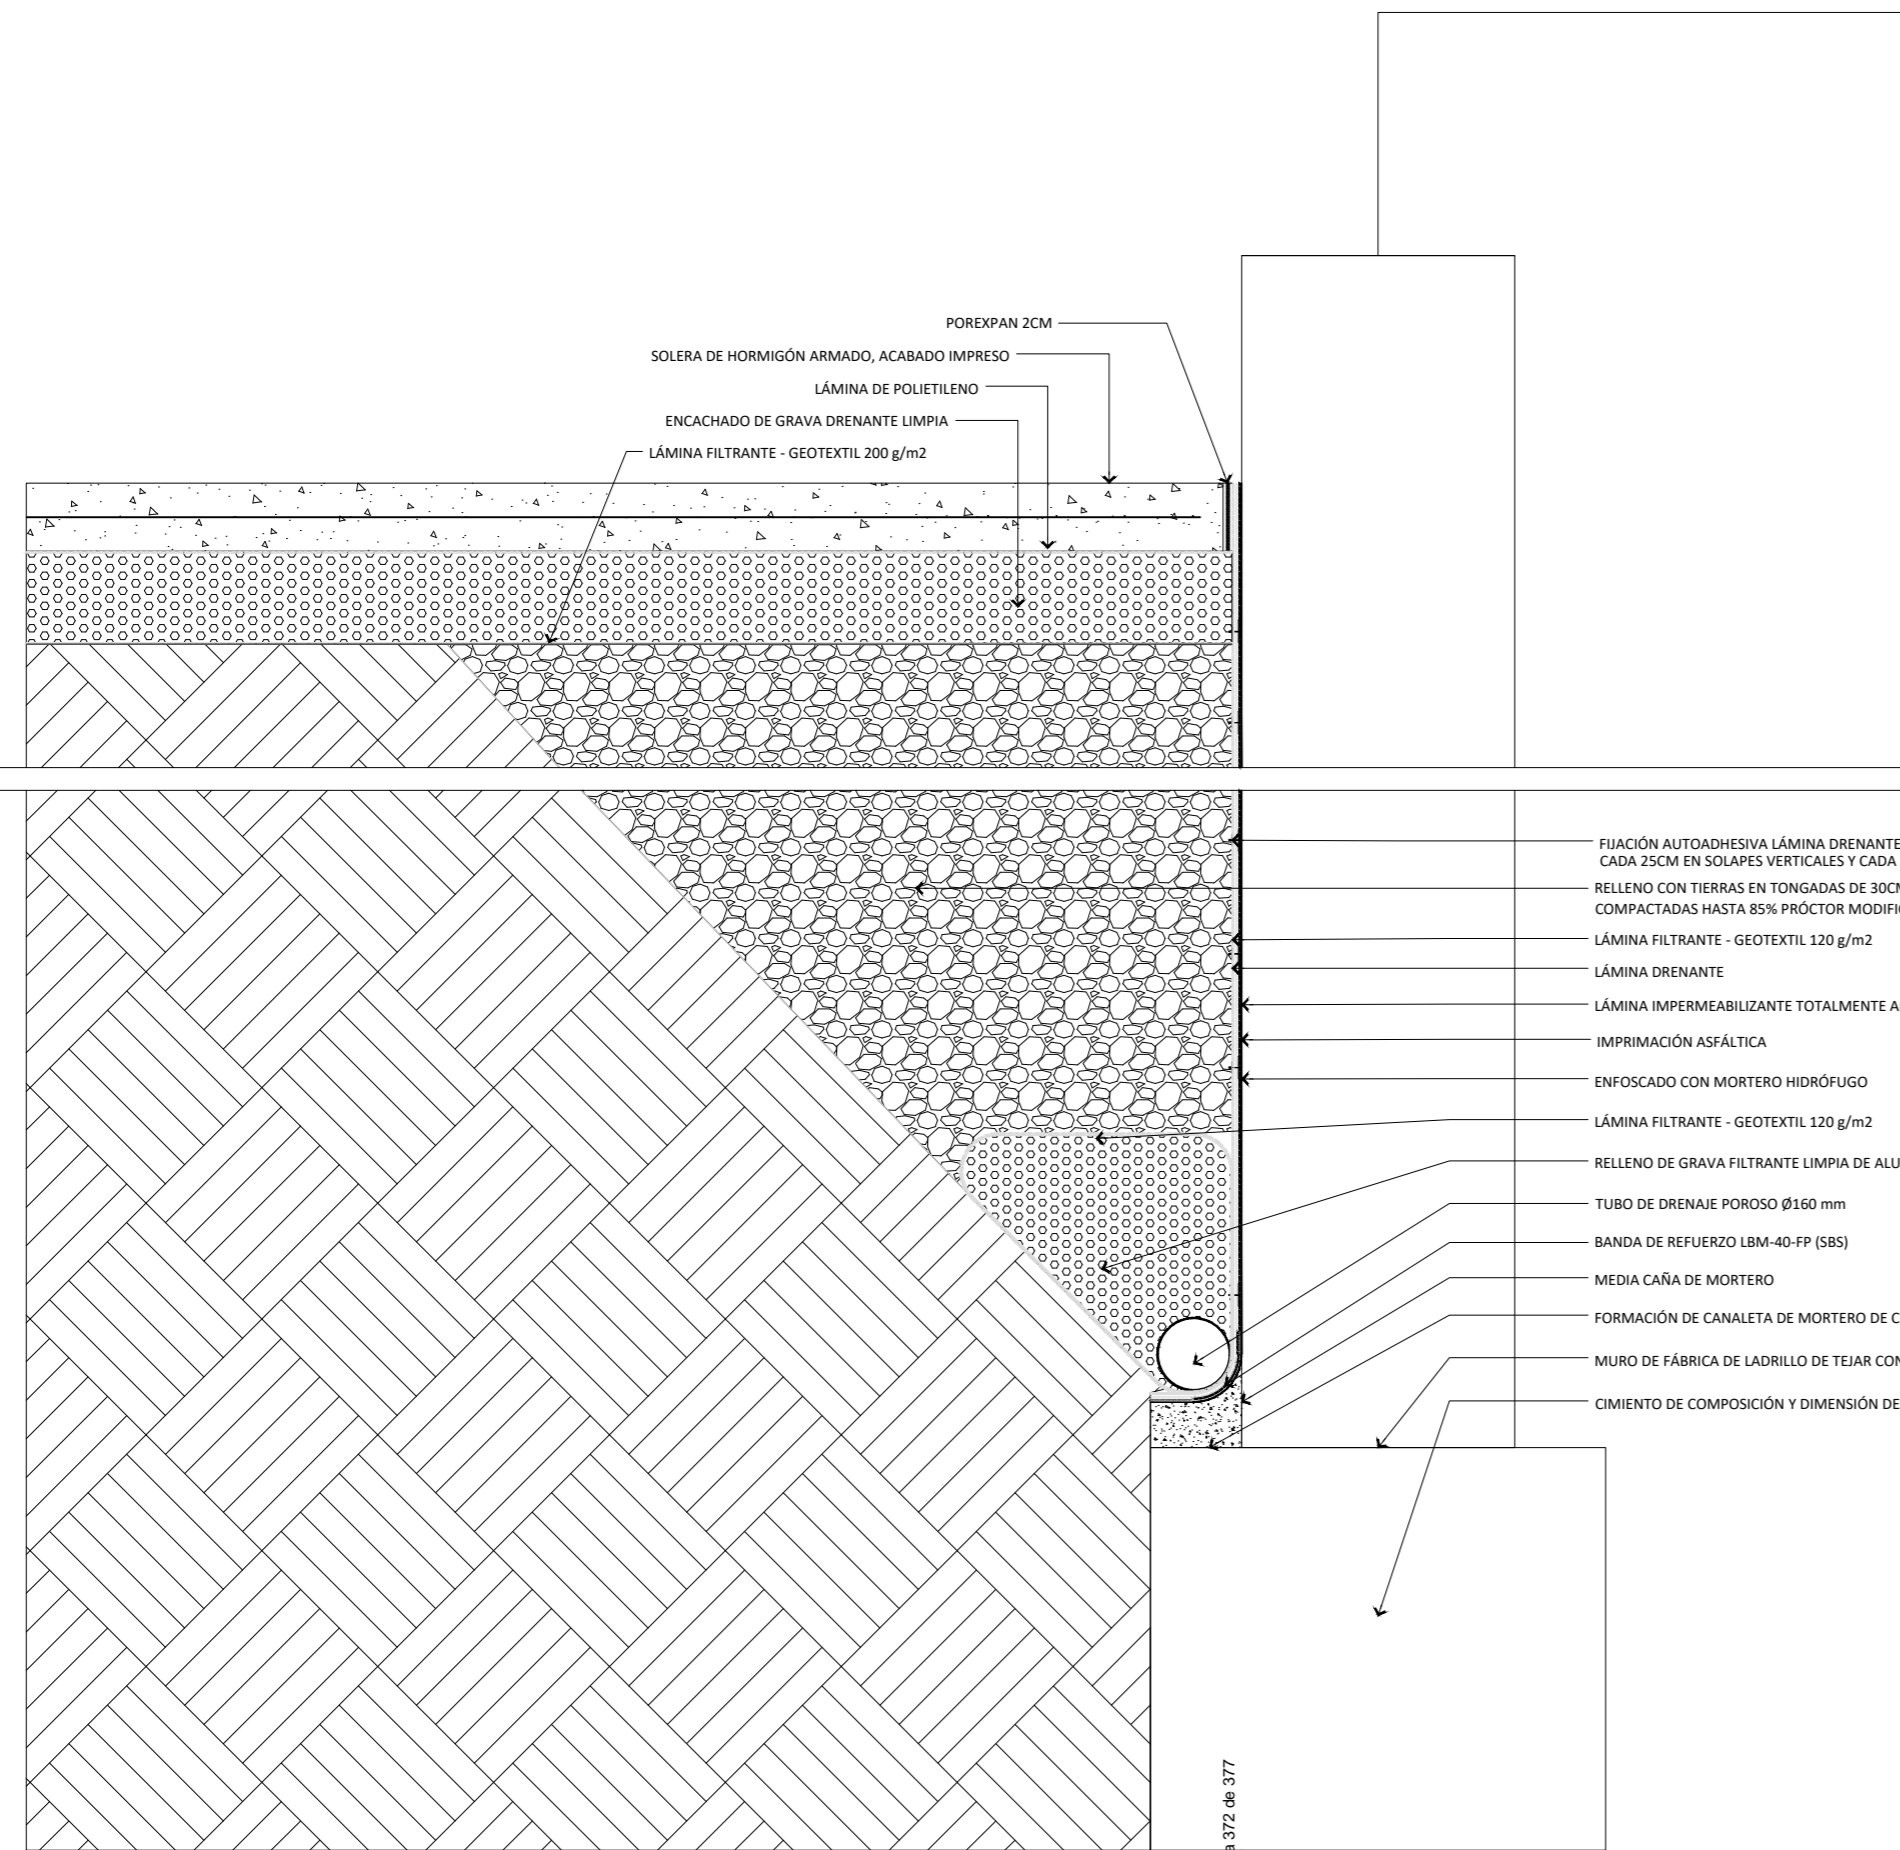 POREXPAN 2CM
SOLERA DE HORMIGÓN ARMADO, ACABADO IMPRESO
LÁMINA DE POLIETILENO
ENCACHADO DE GRAVA DRENANTE LIMPIA
LÁMINA FILTRANTE - GEOTEXTIL 200 g/m2
FIJACIÓN AUTOADHESIVA LÁMINA DRENANTE
CADA 25CM EN SOLAPES VERTICALES Y CADA
RELLENO CON TIERRAS EN TONGADAS DE 30CM
COMPACTADAS HASTA 85% PRÓCTOR
LÁMINA FILTRANTE - GEOTEXTIL 120 g/m2
LÁMINA DRENANTE
LÁMINA IMPERMEABILIZANTE TOTALMENTE
IMPRIMACIÓN ASFÁLTICA
ENFOSCADO CON MORTERO HIDRÓFUGO
LÁMINA FILTRANTE - GEOTEXTIL 120 g/m2
RELLENO DE GRAVA FILTRANTE LIMPIA DE
TUBO DE DRENAJE POROSO Ø160 mm
BANDA DE REFUERZO LBM-40-FP (SBS)
MEDIA CAÑA DE MORTERO
FORMACIÓN DE CANALETA DE MORTERO DE
MURO DE FÁBRICA DE LADRILLO DE TEJAR CON
CIMIENTO DE COMPOSICIÓN Y DIMENSIÓN
372 de 377